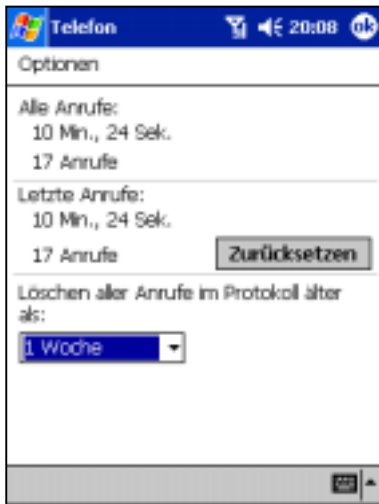 Telefon 20:08 ok
Optionen
Alle Anrufe:
10 Min., 24 Sek.
17 Anrufe
Letzte Anrufe:
10 Min., 24 Sek.
17 Anrufe Zurücksetzen
Löschen aller Anrufe im Protokoll älter
als:
1 Woche